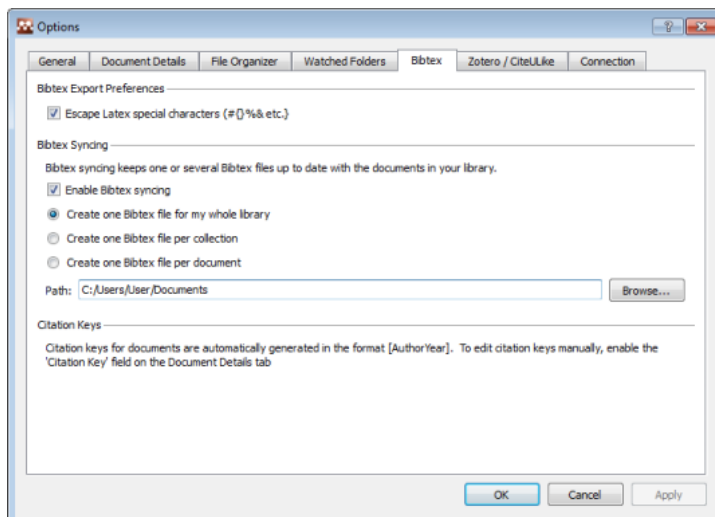 Options
General Document Details File Organizer Watched Folders Bibtex Zotero / CiteULike Connection
Bibtex Export Preferences
Escape Latex special characters (#{}%& etc.}
Bibtex Syncing
Bibtex syncing keeps one or several Bibtex files up to date with the documents in your library.
Enable Bibtex syncing
Create one Bibtex file for my whole library
Create one Bibtex file per collection
Create one Bibtex file per document
Path: C:/Users/User/Documents Browse...
Citation Keys
Citation keys for documents are automatically generated in the format [AuthorYear]. To edit citation keys manually, enable the
'Citation Key' field on the Document Details tab
OK Cancel Apply